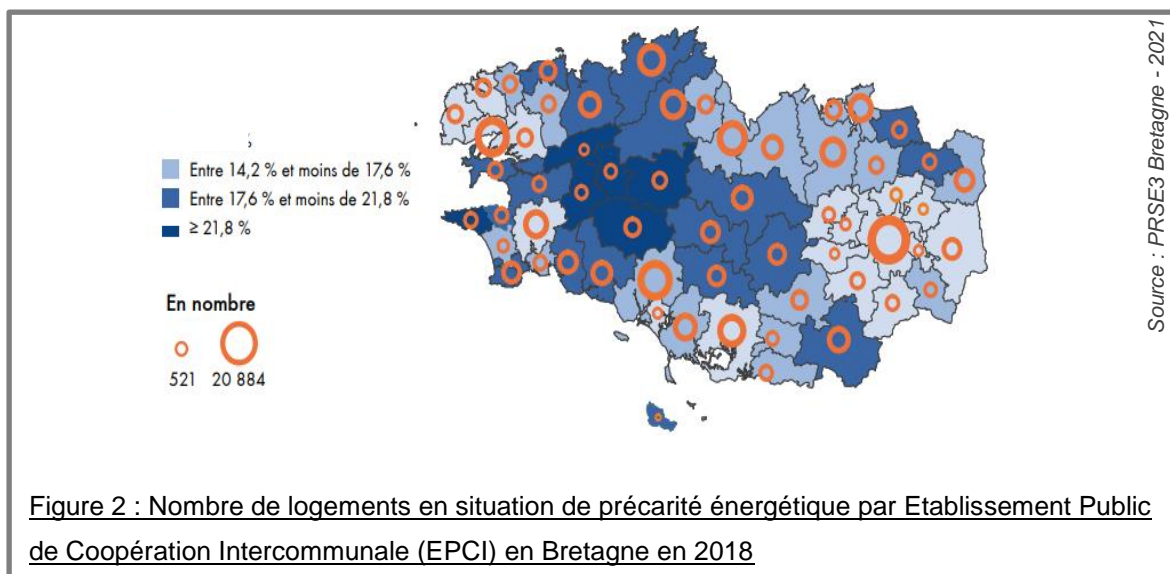 Source : PRSE3 Bretagne - 2021
Entre 14,2 % et moins de 17,6 %
Entre 17,6 % et moins de 21,8 %
≥ 21,8 %
En nombre
521 20 884
Figure 2 : Nombre de logements en situation de précarité énergétique par Etablissement Public
de Coopération Intercommunale (EPCI) en Bretagne en 2018